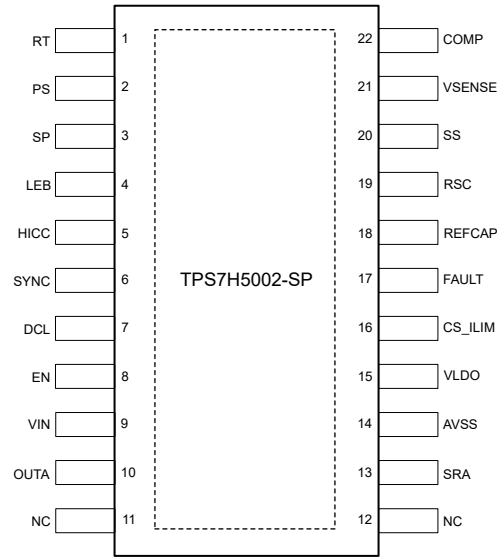 RT 1 22 COMP
PS 2 21 VSENSE
SP 3 20 SS
LEB 4 19 RSC
HICC 5 18 REFCAP
SYNC 6 TPS7H5002-SP 17 FAULT
DCL 7 16 CS_ILIM
EN 8 15 VLDO
VIN 9 14 AVSS
OUTA 10 13 SRA
NC 11 12 NC